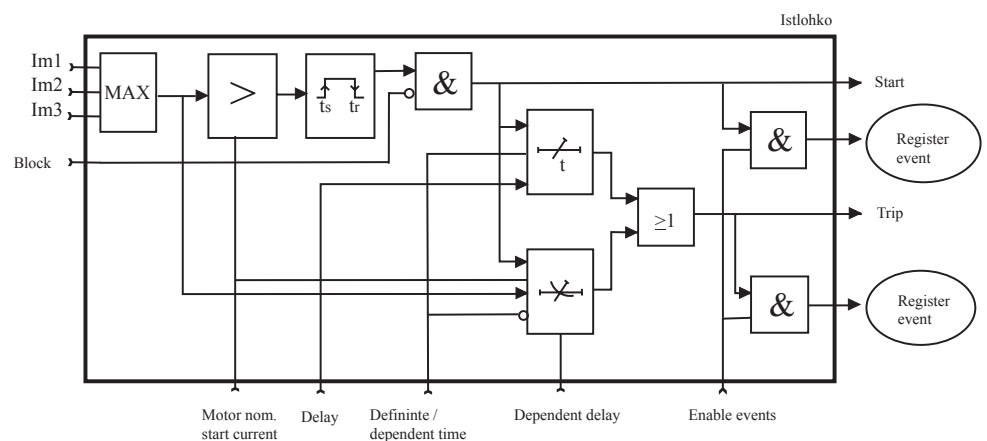 Istlohko
Im1
Im2
Im3
MAX
>
ts tr
&
Start
Block
t
&
Register
event
≥1
Trip
&
Register
event
Motor nom.
start current
Delay
Defininte /
dependent time
Dependent delay
Enable events